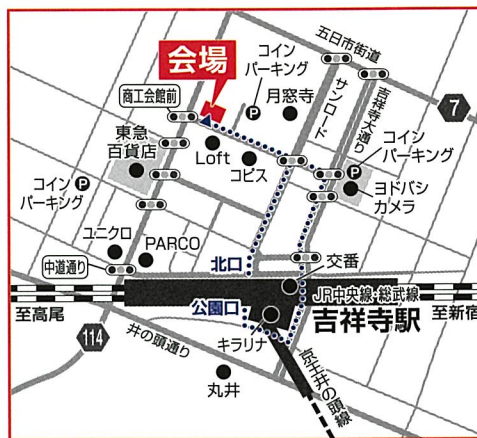 五日市街道
コイン
パーキング
会場
P
月窓寺
サンロード
吉祥寺大通り
7
商工会館前
東急
百貨店
Loft
コピス
コイン
パーキング
P
ヨドバシ
カメラ
コイン
パーキング
P
ユニクロ
PARCO
中道通り
北口
交番
JR中央線・総武線
公園口
吉祥寺駅
至高尾
至新宿
114
井の頭通り
キラリナ
丸井
京王井の頭線